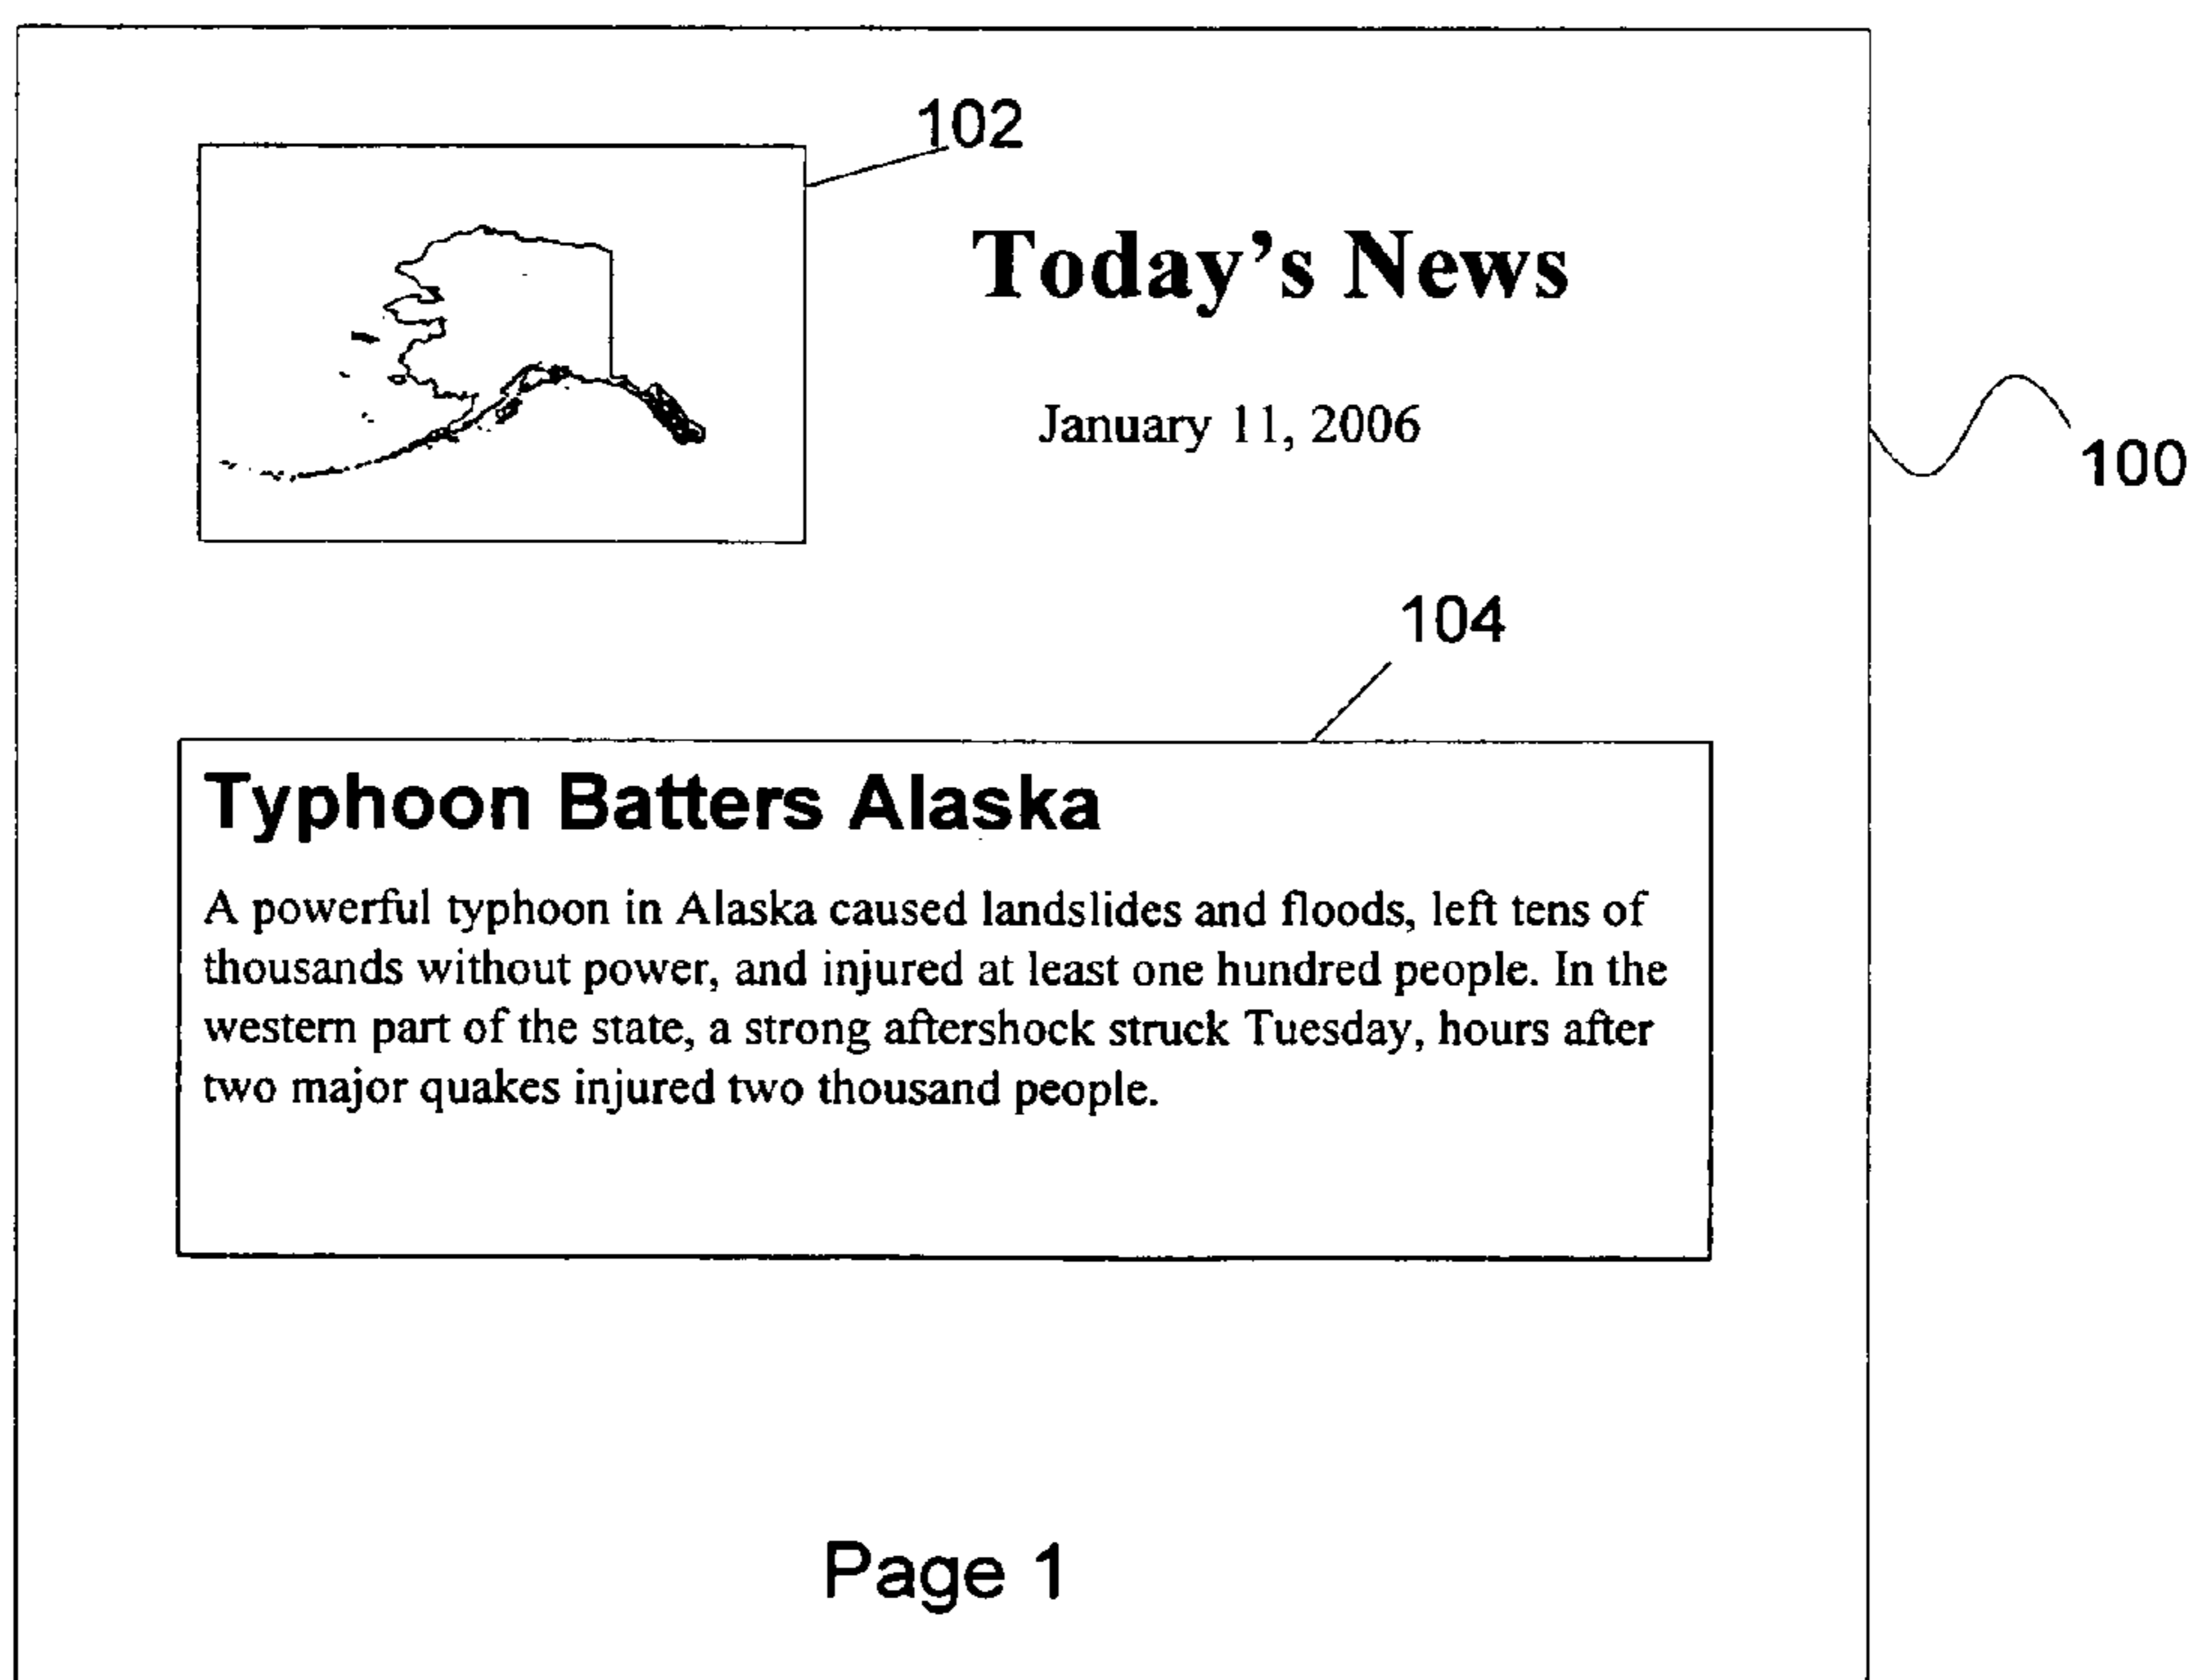 102
Today's News
January 11, 2006
100
104
Typhoon Batters Alaska
A powerful typhoon in Alaska caused landslides and floods, left tens of
thousands without power, and injured at least one hundred people. In the
western part of the state, a strong aftershock struck Tuesday, hours after
two major quakes injured two thousand people.
Page 1